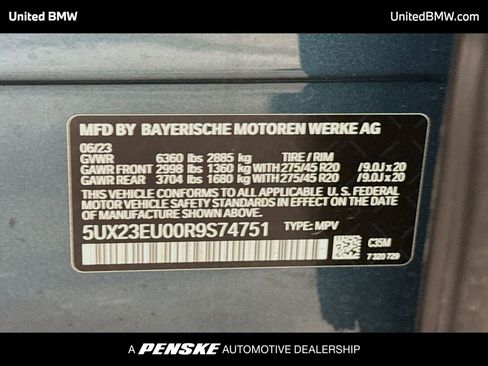 United BMW UnitedBMW.com
MFD BY BAYERISCHE MOTOREN WERKE AG
06/23
GVWR 6360 lbs 2885 kg TIRE / RIM
GAWR FRONT 2998 lbs 1360 kg WITH 275/45 R20 /9.0J x 20
GAWR REAR 3704 lbs 1680 kg WITH 275/45 R20 /9.0J x 20
THIS VEHICLE CONFORMS TO ALL APPLICABLE U.S. FEDERAL
MOTOR VEHICLE SAFETY STANDARDS IN EFFECT ON THE
DATE OF MANUFACTURE SHOWN ABOVE.
5UX23EU00R9S74751 TYPE: MPV
C35M
7 320 729
A PENSKE AUTOMOTIVE DEALERSHIP